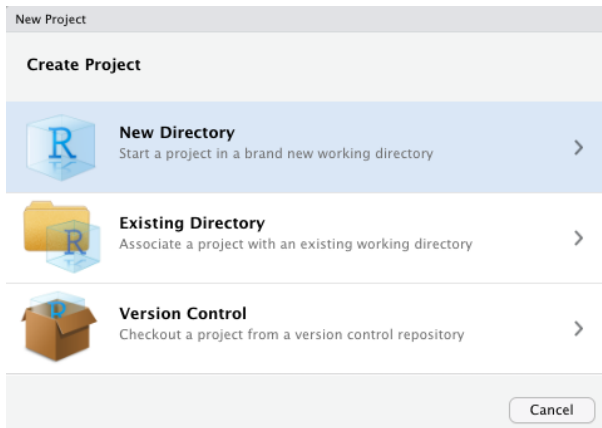 New Project
Create Project
R
New Directory
Start a project in a brand new working directory
R
Existing Directory
Associate a project with an existing working directory
R
Version Control
Checkout a project from a version control repository
Cancel